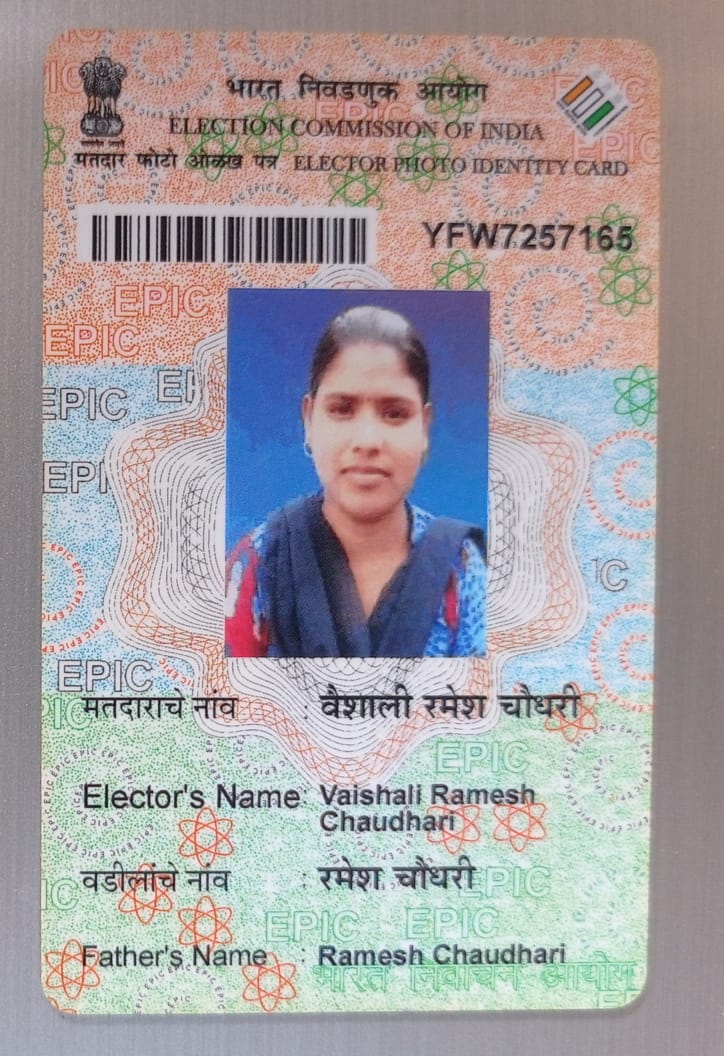 भारत निवडणुक आयोग
ELECTION COMMISSION OF INDIA
मतदार फोटो ओळख पत्र ELECTOR PHOTO IDENTITY CARD
YFW7257165
EPIC
EPIC
EPIC
EPIC
मतदाराचे नांव : वैशाली रमेश चौधरी
EPIC
Elector's Name : Vaishali Ramesh
Chaudhari
वडीलांचे नांव : रमेश चौधरी
EPIC
EPIC EPIC
Father's Name : Ramesh Chaudhari
भारत निर्वाचन आयोग